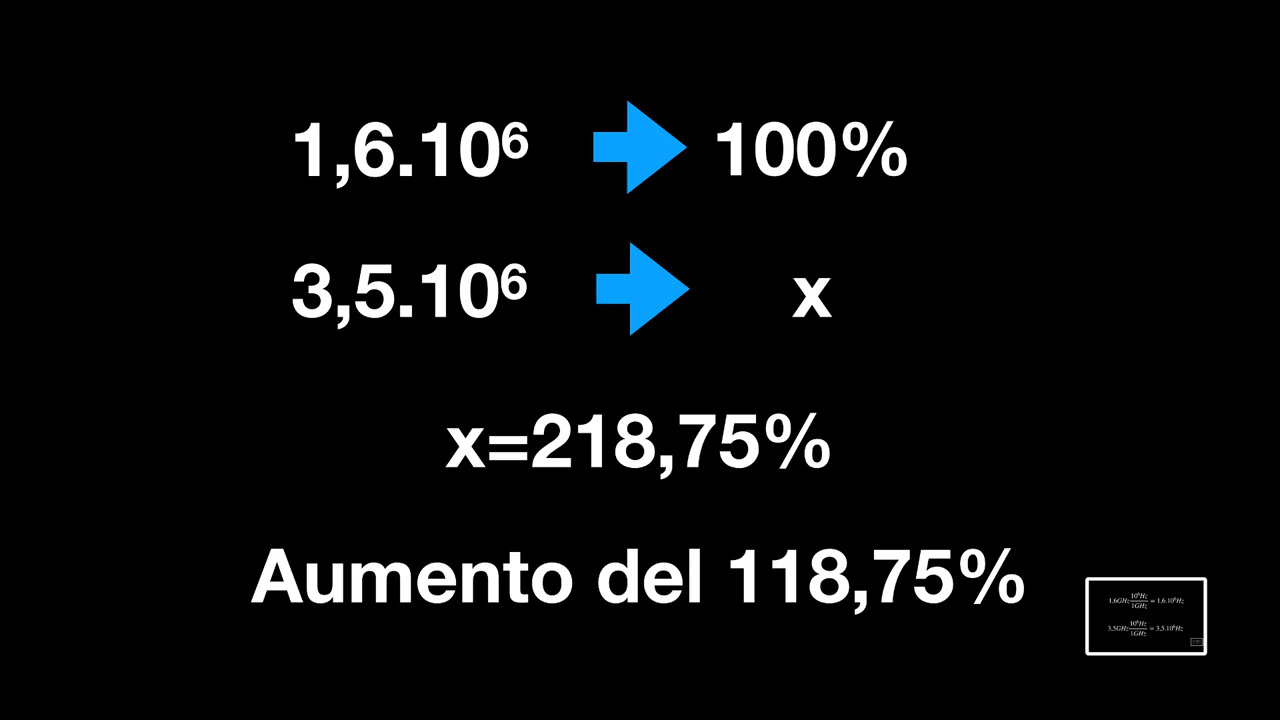 1,6.10⁶ 100%
3,5.10⁶ x
x=218,75%
Aumento del 118,75%